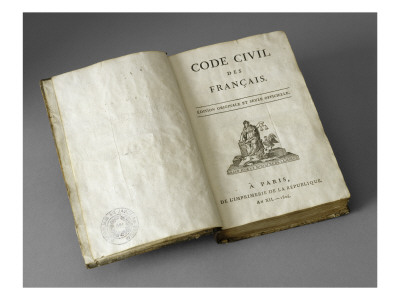 CODE CIVIL
DES
FRANÇAIS.
ÉDITION ORIGINALE ET SEULE OFFICIELLE.
À PARIS,
DE L'IMPRIMERIE DE LA RÉPUBLIQUE.
AN XII. — 1804.